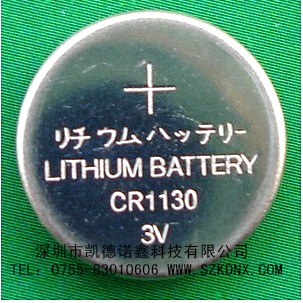 +
リチウムハッテリー
LITHIUM BATTERY
CR1130
3V
深圳市凯德诺鑫科技有限公司
TEL: 0755-83010606 WWW.SZKDNX.COM